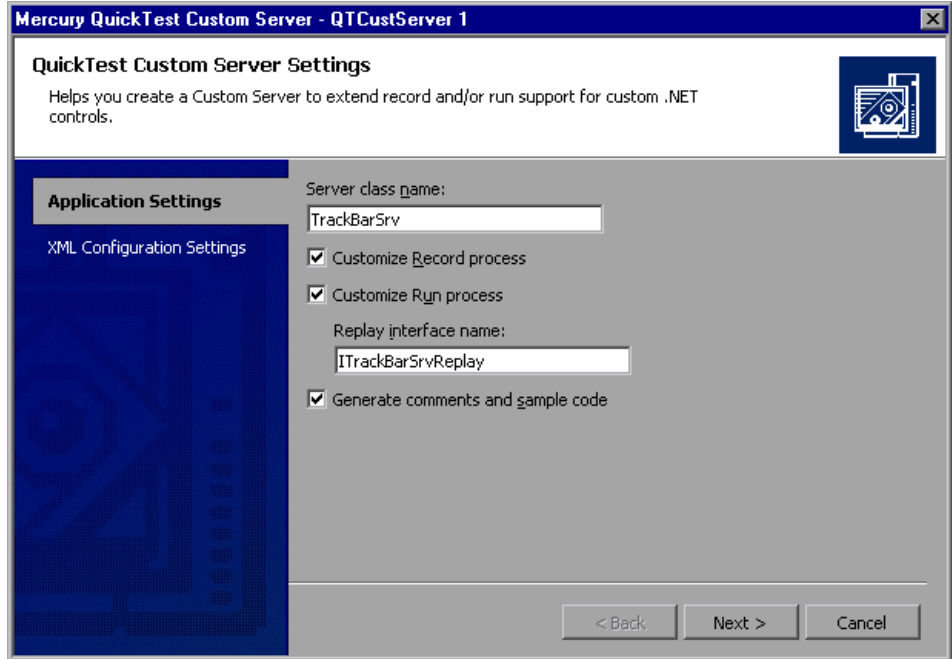 Mercury QuickTest Custom Server - QTCustServer 1
QuickTest Custom Server Settings
Helps you create a Custom Server to extend record and/or run support for custom .NET
controls.
Application Settings
XML Configuration Settings
Server class name:
TrackBarSrv
Customize Record process
Customize Run process
Replay interface name:
ITrackBarSrvReplay
Generate comments and sample code
< Back
Next >
Cancel